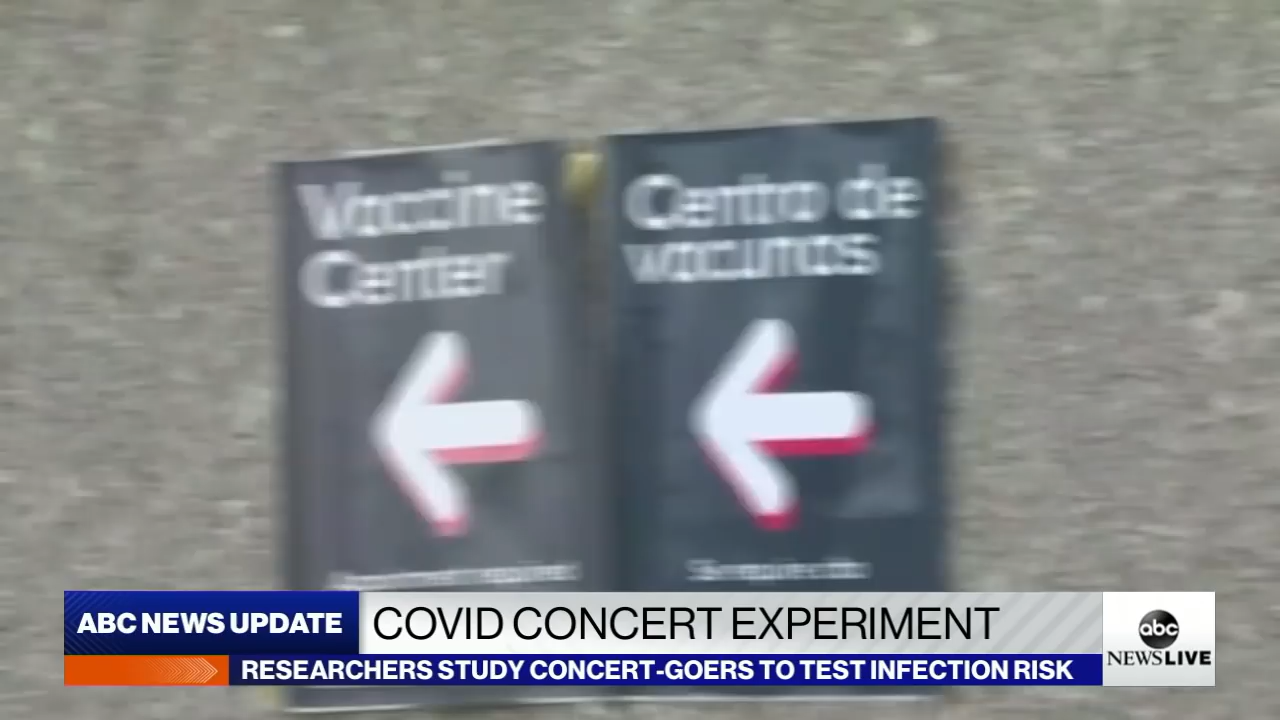 Vaccine
Center
Centro de
vacunas
ABC NEWS UPDATE
COVID CONCERT EXPERIMENT
RESEARCHERS STUDY CONCERT-GOERS TO TEST INFECTION RISK
abc
NEWSLIVE